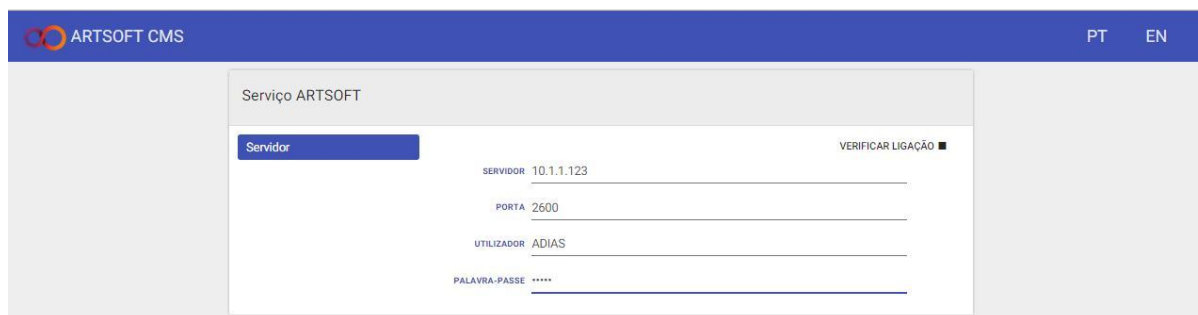 ARTSOFT CMS PT EN
Serviço ARTSOFT
Servidor VERIFICAR LIGAÇÃO
SERVIDOR 10.1.1.123
PORTA 2600
UTILIZADOR ADIAS
PALAVRA-PASSE •••••